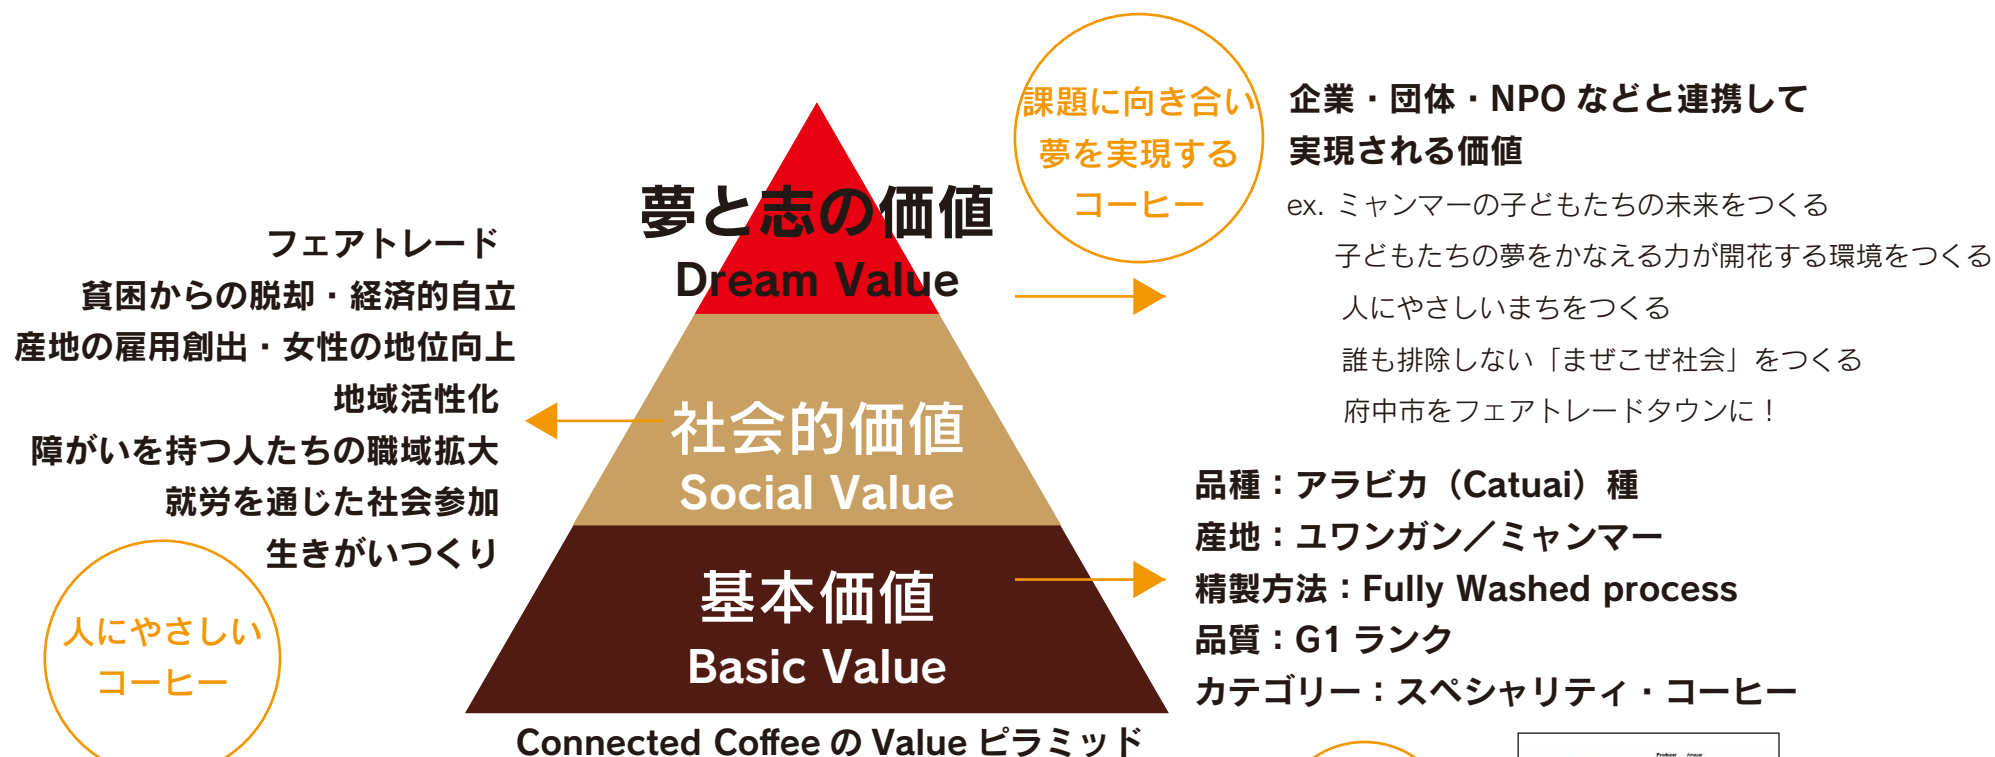 課題に向き合い
夢を実現する
コーヒー
企業・団体・NPO などと連携して
実現される価値
ex. ミャンマーの子どもたちの未来をつくる
子どもたちの夢をかなえる力が開花する環境をつくる
人にやさしいまちをつくる
誰も排除しない「まぜこぜ社会」をつくる
府中市をフェアトレードタウンに！
夢と志の価値
Dream Value
フェアトレード
貧困からの脱却・経済的自立
産地の雇用創出・女性の地位向上
地域活性化
障がいを持つ人たちの職域拡大
就労を通じた社会参加
生きがいつくり
社会的価値
Social Value
人にやさしい
コーヒー
基本価値
Basic Value
品種：アラビカ（Catuai）種
産地：ユワンガン／ミャンマー
精製方法：Fully Washed process
品質：G1 ランク
カテゴリー：スペシャリティ・コーヒー
Connected Coffee の Value ピラミッド
Producer Amayar